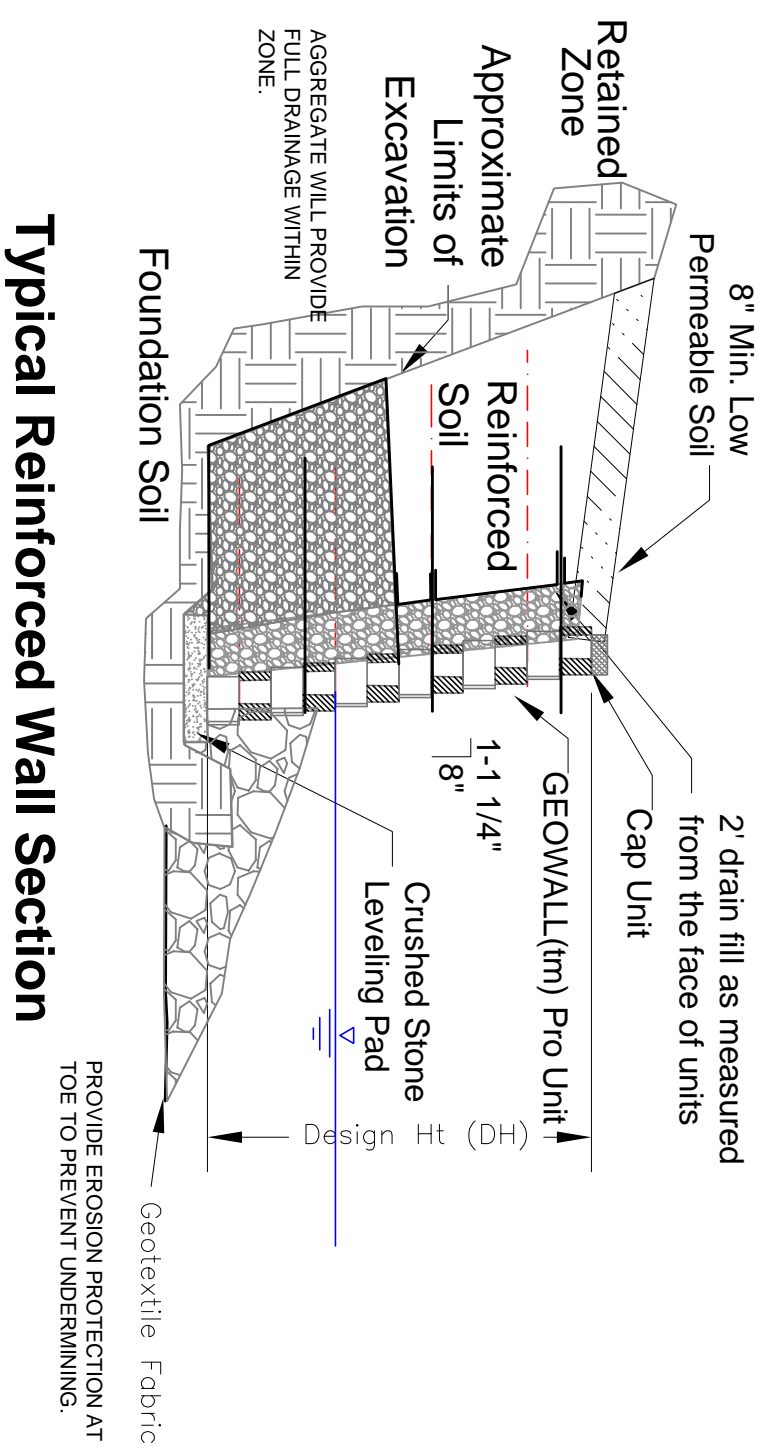 8" Min. Low
Permeable Soil
2' drain fill as measured
from the face of units
Retained
Zone
Cap Unit
Approximate
Limits of
Excavation
Reinforced
Soil
GEOWALL(tm) Pro Unit
1-1 1/4"
8"
Crushed Stone
Leveling Pad
AGGREGATE WILL PROVIDE
FULL DRAINAGE WITHIN
ZONE.
Design Ht (DH)
Foundation Soil
Geotextile Fabric
PROVIDE EROSION PROTECTION AT
TOE TO PREVENT UNDERMINING.
Typical Reinforced Wall Section